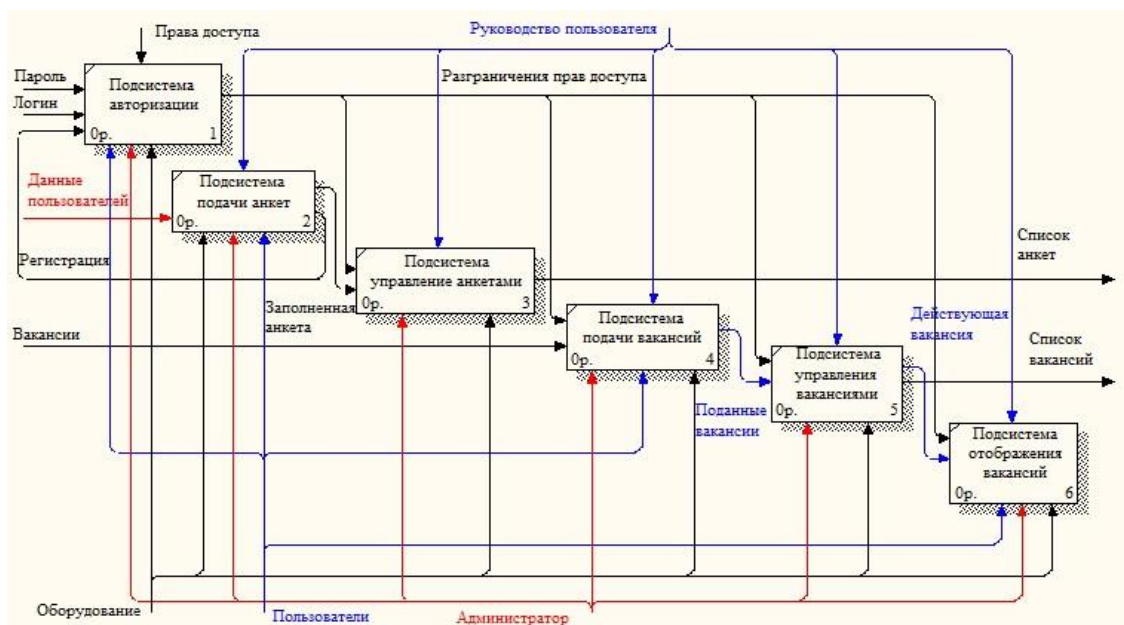 Права доступа
Руководство пользователя
Пароль
Логин
Подсистема
авторизации
0р. 1
Разграничения прав доступа
Данные
пользователей
Подсистема
подачи анкет
0р. 2
Регистрация
Подсистема
управление анкетами
0р. 3
Список
анкет
Заполненная
анкета
Вакансии
Подсистема
подачи вакансий
0р. 4
Действующая
вакансия
Список
вакансий
Подсистема
управления
вакансиями
0р. 5
Поданные
вакансии
Подсистема
отображения
вакансий
0р. 6
Оборудование
Пользователи
Администратор